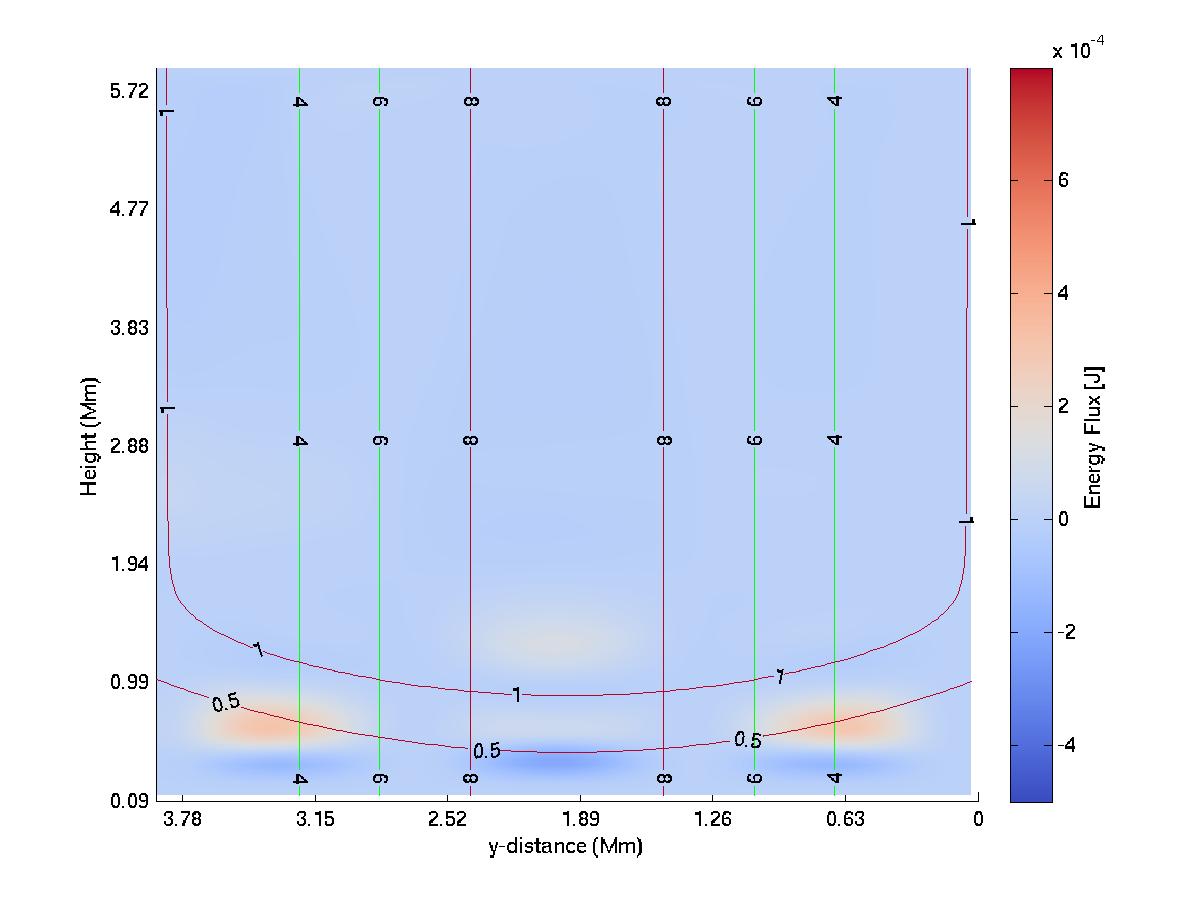 x 10-4
5.72
4.77
3.83
2.88
1.94
0.99
0.09
Height (Mm)
1 4 6 8 8 6 4
1
1 4 6 8 8 6 4
1
1 1 1
0.5 0.5 0.5
4 6 8 8 6 4
3.78 3.15 2.52 1.89 1.26 0.63 0
y-distance (Mm)
6
4
2
0
-2
-4
Energy Flux [J]